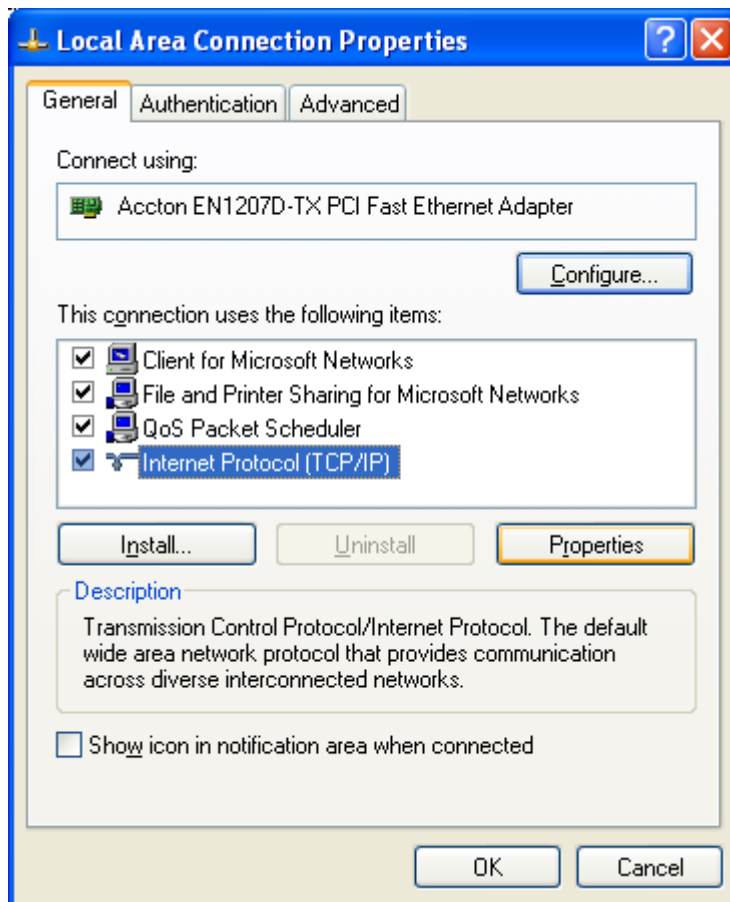 Local Area Connection Properties
General Authentication Advanced
Connect using:
Accton EN1207D-TX PCI Fast Ethernet Adapter
Configure...
This connection uses the following items:
Client for Microsoft Networks
File and Printer Sharing for Microsoft Networks
QoS Packet Scheduler
Internet Protocol (TCP/IP)
Install... Uninstall Properties
Description
Transmission Control Protocol/Internet Protocol. The default
wide area network protocol that provides communication
across diverse interconnected networks.
Show icon in notification area when connected
OK Cancel